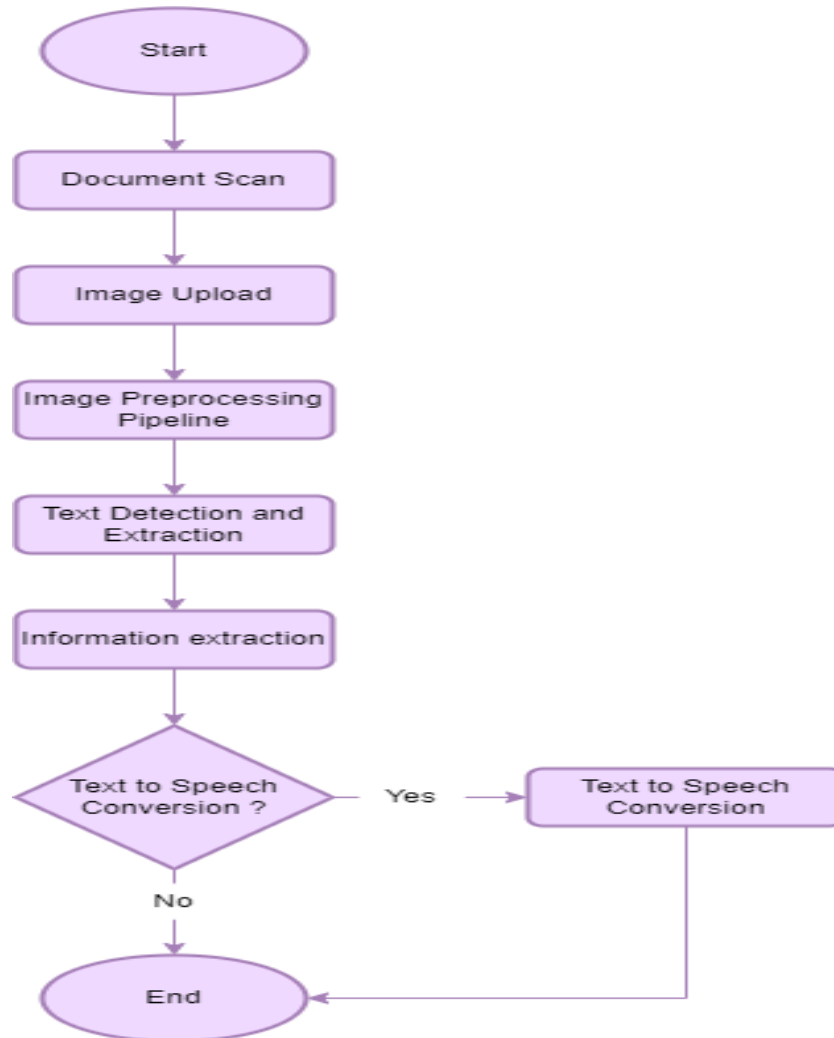 Start
Document Scan
Image Upload
Image Preprocessing
Pipeline
Text Detection and
Extraction
Information extraction
Text to Speech
Conversion ?
Yes
Text to Speech
Conversion
No
End